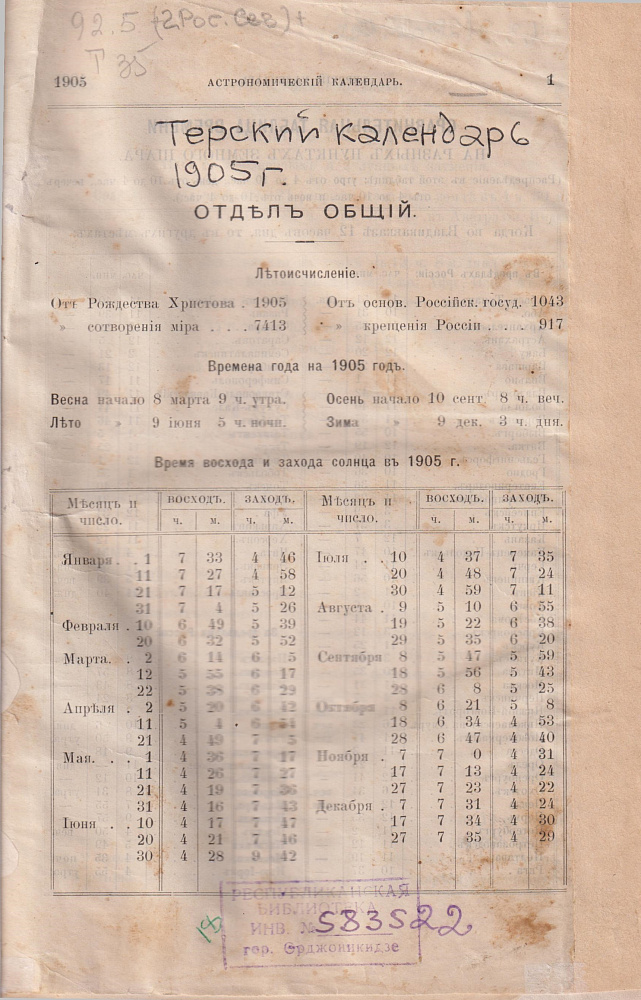 92.5 (2Рос.Сев)+
Т 35
1905 АСТРОНОМИЧЕСКІЙ КАЛЕНДАРЬ. 1
Терский календарь
1905 г.
ОТДѢЛЪ ОБЩІЙ.
Лѣтоисчисленіе.
Отъ Рождества Христова . 1905 Отъ основ. Россійск. госуд. 1043
» сотворенія міра . . . . 7413 » крещенія Россіи . . . 917
Времена года на 1905 годъ.
Весна начало 8 марта 9 ч. утра. Осень начало 10 сент. 8 ч. веч.
Лѣто » 9 іюня 5 ч. ночи. Зима » 9 дек. 3 ч. дня.
Время восхода и захода солнца въ 1905 г.
Мѣсяцъ и число. ВОСХОДЪ. ЗАХОДЪ. Мѣсяцъ и число. ВОСХОДЪ. ЗАХОДЪ.
ч. м. ч. м. ч. м. ч. м.
Января . . 1 7 33 4 46 Іюля . . 10 4 37 7 35
11 7 27 4 58 20 4 48 7 24
21 7 17 5 12 30 4 59 7 11
31 7 4 5 26 Августа . 9 5 10 6 55
Февраля . 10 6 49 5 39 19 5 22 6 38
20 6 32 5 52 29 5 35 6 20
Марта. . 2 6 14 6 5 Сентября 8 5 47 5 59
12 5 55 6 17 18 5 56 5 43
22 5 38 6 29 28 6 8 5 25
Апрѣля . 2 5 20 6 42 Октября 8 6 21 5 8
11 5 4 6 54 18 6 34 4 53
21 4 49 7 5 28 6 47 4 40
Мая. . . 1 4 36 7 17 Ноября . 7 7 0 4 31
11 4 26 7 27 17 7 13 4 24
21 4 19 7 36 27 7 23 4 22
31 4 16 7 43 Декабря . 7 7 31 4 24
Іюня . . 10 4 17 7 47 17 7 34 4 30
20 4 21 7 46 27 7 35 4 29
30 4 28 9 42
РЕСПУБЛИКАНСКАЯ
БИБЛИОТЕКА
ИНВ. № 583522
гор. Орджоникидзе